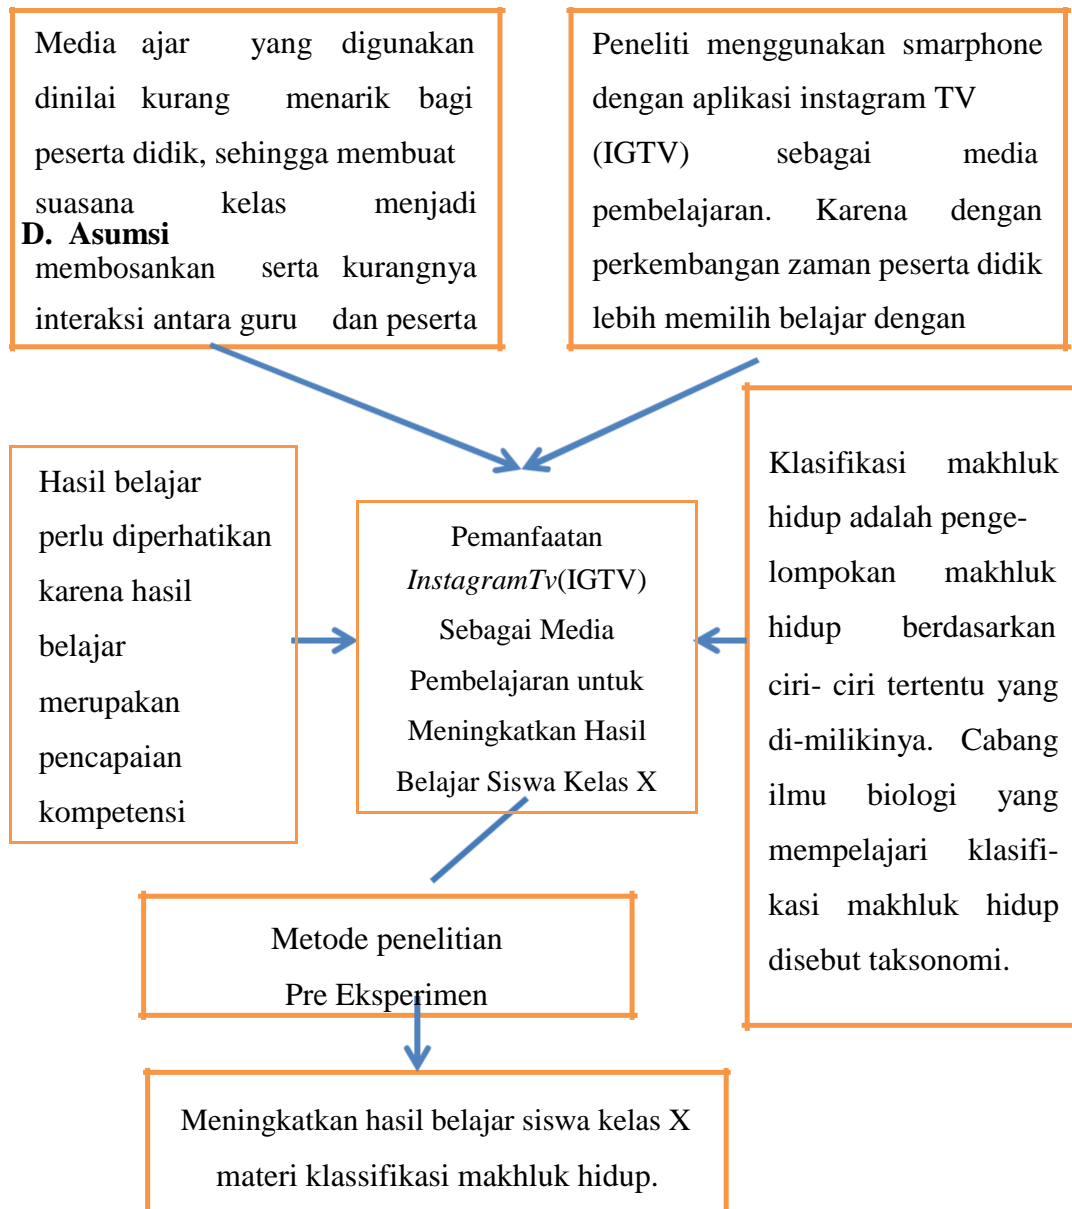 Media ajar yang digunakan
dinilai kurang menarik bagi
peserta didik, sehingga membuat
suasana kelas menjadi
D. Asumsi
membosankan serta kurangnya
interaksi antara guru dan peserta
Peneliti menggunakan smarphone
dengan aplikasi instagram TV
(IGTV) sebagai media
pembelajaran. Karena dengan
perkembangan zaman peserta didik
lebih memilih belajar dengan
Hasil belajar
perlu diperhatikan
karena hasil
belajar
merupakan
pencapaian
kompetensi
Pemanfaatan
InstagramTv(IGTV)
Sebagai Media
Pembelajaran untuk
Meningkatkan Hasil
Belajar Siswa Kelas X
Klasifikasi makhluk
hidup adalah penge-
lompokan makhluk
hidup berdasarkan
ciri- ciri tertentu yang
di-milikinya. Cabang
ilmu biologi yang
mempelajari klasifi-
kasi makhluk hidup
disebut taksonomi.
Metode penelitian
Pre Eksperimen
Meningkatkan hasil belajar siswa kelas X
materi klassifikasi makhluk hidup.